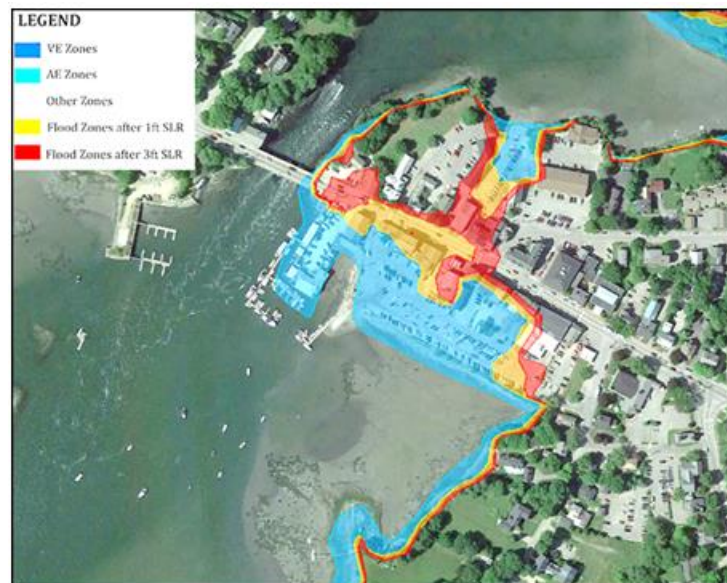 LEGEND
VE Zones
AE Zones
Other Zones
Flood Zones after 1ft SLR
Flood Zones after 3ft SLR